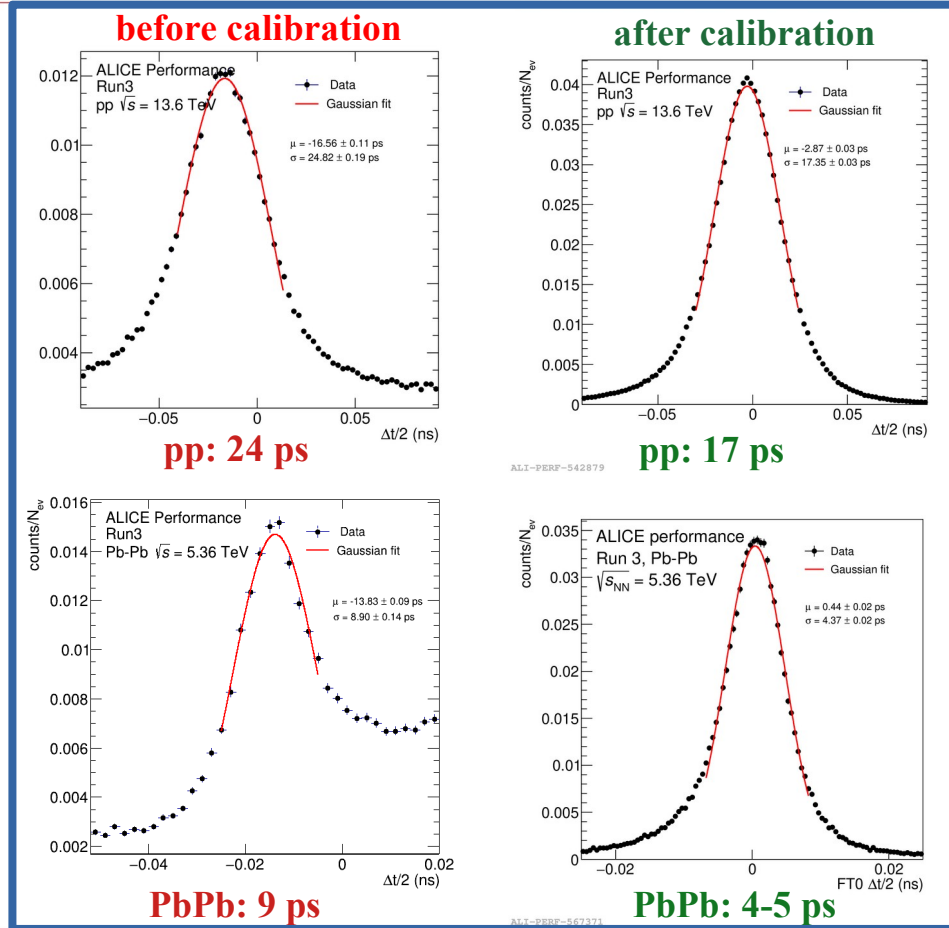 before calibration
after calibration
ALICE Performance
Run3
pp √s = 13.6 TeV
Data
Gaussian fit
μ = -16.56 ± 0.11 ps
σ = 24.82 ± 0.19 ps
0.012
0.01
0.008
0.006
0.004
−0.05
0
0.05
Δt/2 (ns)
pp: 24 ps
counts/N_ev
ALICE Performance
Run3
pp √s = 13.6 TeV
Data
Gaussian fit
μ = -2.87 ± 0.03 ps
σ = 17.35 ± 0.03 ps
0.04
0.035
0.03
0.025
0.02
0.015
0.01
0.005
0
−0.05
0
0.05
Δt/2 (ns)
ALI-PERF-542879
pp: 17 ps
counts/N_ev
ALICE Performance
Run3
Pb-Pb √s = 5.36 TeV
Data
Gaussian fit
μ = -13.83 ± 0.09 ps
σ = 8.90 ± 0.14 ps
0.016
0.014
0.012
0.01
0.008
0.006
0.004
0.002
−0.04
−0.02
0
0.02
Δt/2 (ns)
PbPb: 9 ps
counts/N_ev
ALICE performance
Run 3, Pb-Pb
√s_NN = 5.36 TeV
Data
Gaussian fit
μ = 0.44 ± 0.02 ps
σ = 4.37 ± 0.02 ps
0.035
0.03
0.025
0.02
0.015
0.01
0.005
0
−0.02
0
0.02
FT0 Δt/2 (ns)
ALI-PERF-567371
PbPb: 4-5 ps